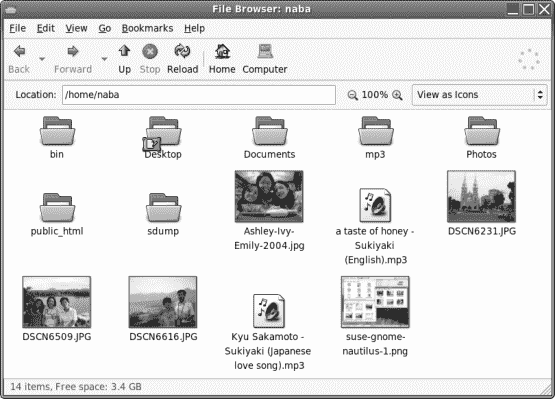 File Browser: naba
File Edit View Go Bookmarks Help
Back Forward Up Stop Reload Home Computer
Location: /home/naba 100% View as Icons
bin Desktop Documents mp3 Photos
public_html sdump Ashley-Ivy- a taste of honey - DSCN6231.JPG
Emily-2004.jpg Sukiyaki
(English).mp3
DSCN6509.JPG DSCN6616.JPG Kyu Sakamoto - suse-gnome-
Sukiyaki (Japanese nautilus-1.png
love song).mp3
14 items, Free space: 3.4 GB